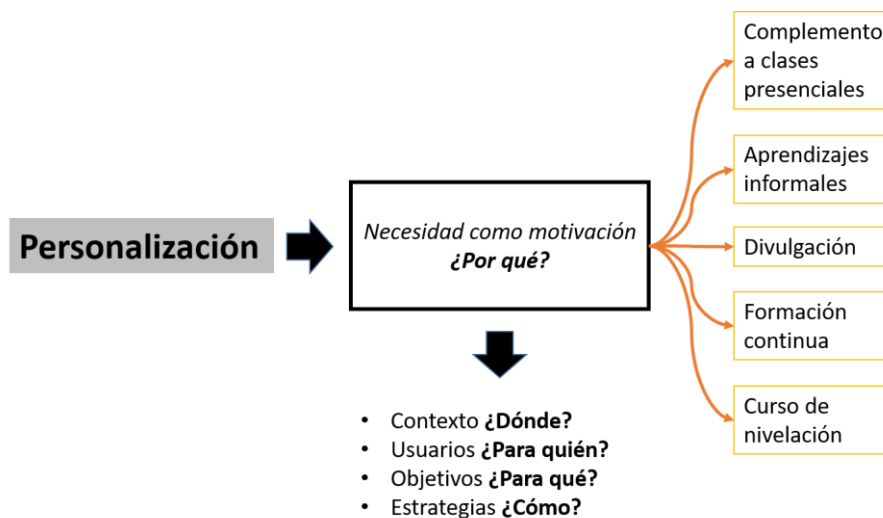 Personalización
Necesidad como motivación
¿Por qué?
Complemento
a clases
presenciales
Aprendizajes
informales
Divulgación
Formación
continua
Curso de
nivelación
• Contexto ¿Dónde?
• Usuarios ¿Para quién?
• Objetivos ¿Para qué?
• Estrategias ¿Cómo?